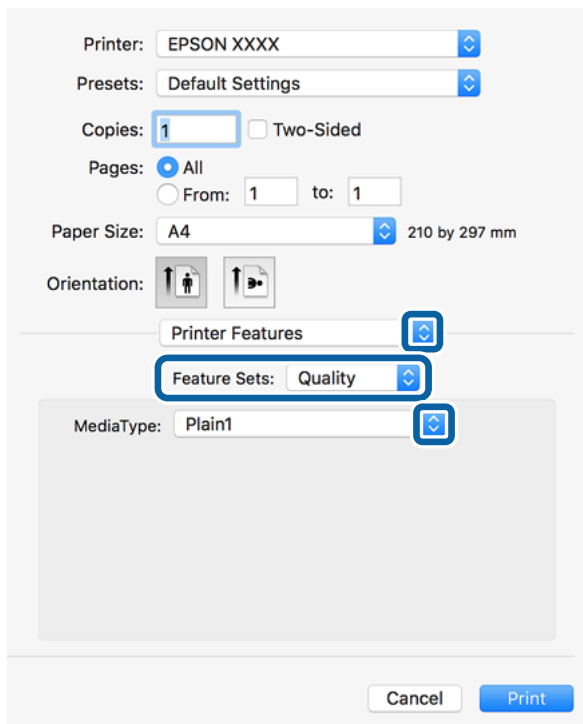 Printer: EPSON XXXX
Presets: Default Settings
Copies: 1 Two-Sided
Pages: All
From: 1 to: 1
Paper Size: A4 210 by 297 mm
Orientation:
Printer Features
Feature Sets: Quality
MediaType: Plain1
Cancel Print